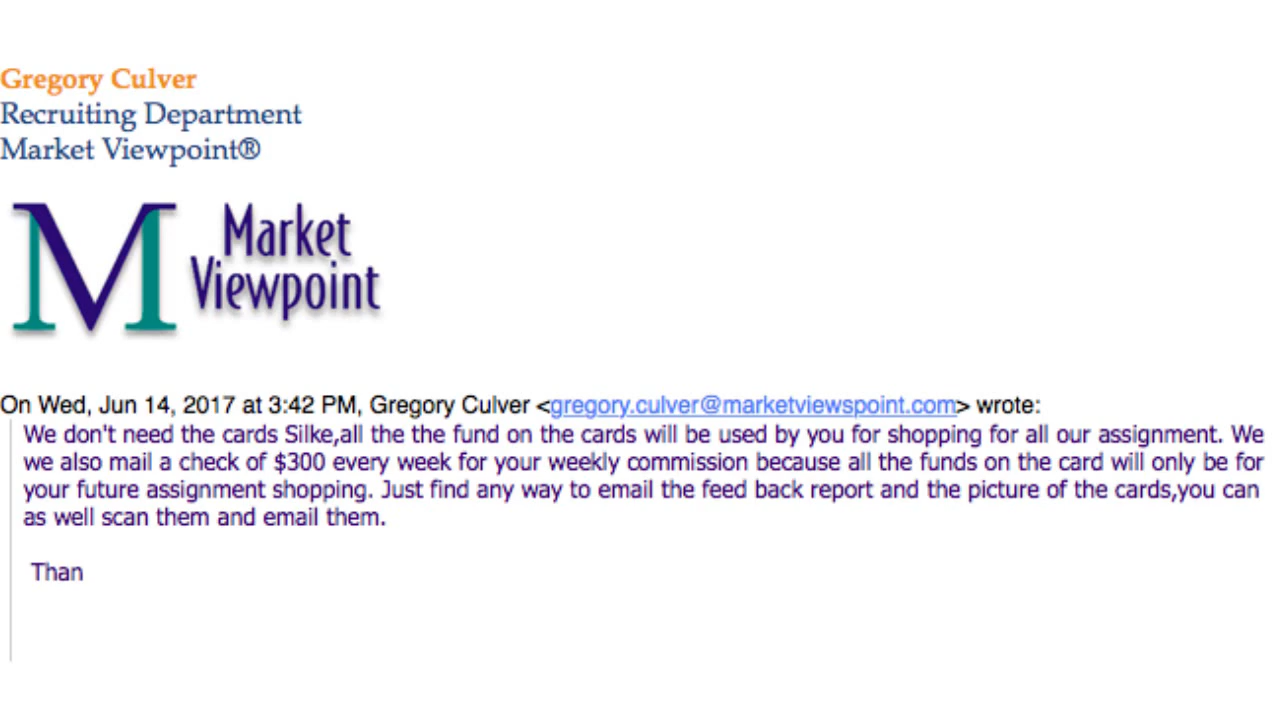 Gregory Culver
Recruiting Department
Market Viewpoint®
M Market
Viewpoint
On Wed, Jun 14, 2017 at 3:42 PM, Gregory Culver <gregory.culver@marketviewspoint.com> wrote:
We don't need the cards Silke,all the the fund on the cards will be used by you for shopping for all our assignment. We
we also mail a check of $300 every week for your weekly commission because all the funds on the card will only be for
your future assignment shopping. Just find any way to email the feed back report and the picture of the cards,you can
as well scan them and email them.
Than